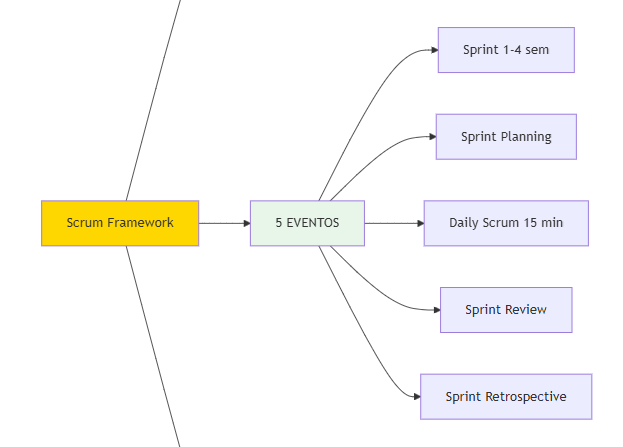 Scrum Framework
5 EVENTOS
Sprint 1-4 sem
Sprint Planning
Daily Scrum 15 min
Sprint Review
Sprint Retrospective